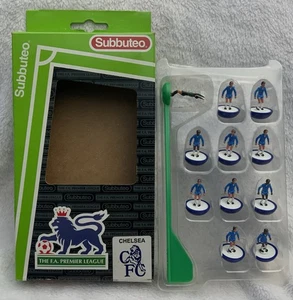 Subbuteo
Subbuteo
THE F.A. PREMIER LEAGUE
CHELSEA
CFC